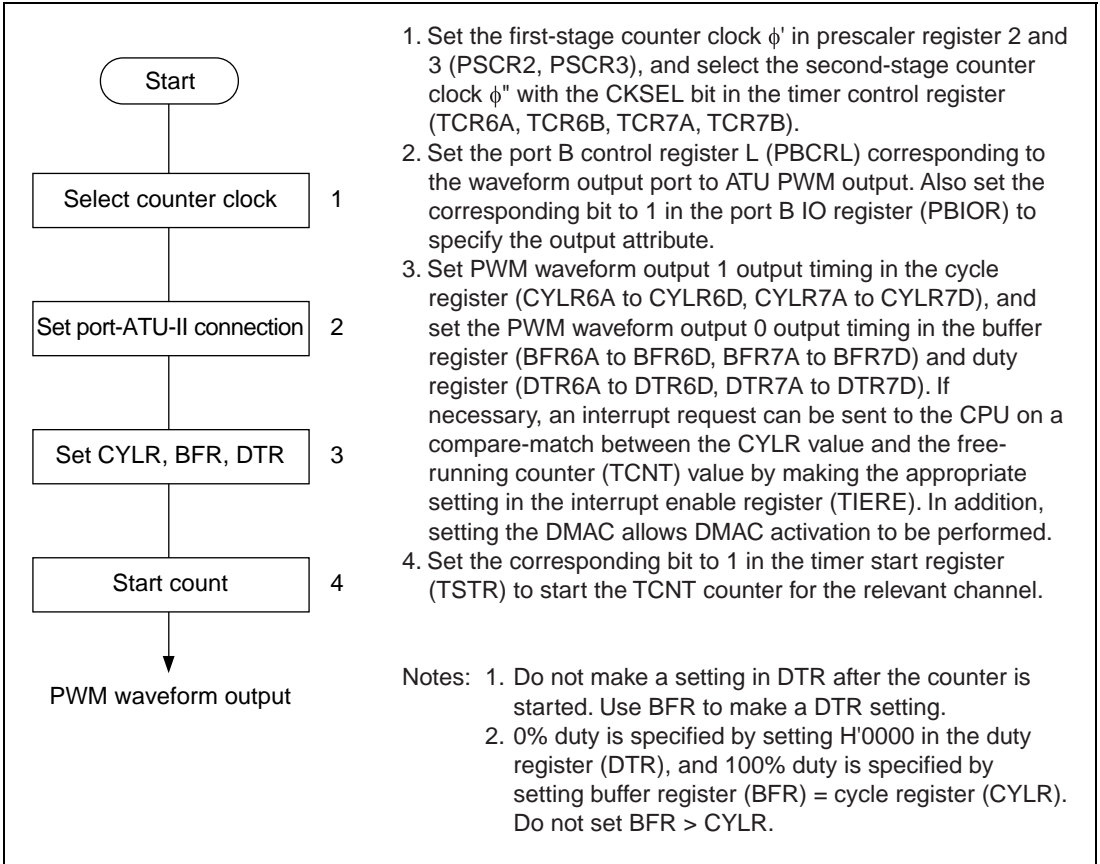 Start
Select counter clock 1
Set port-ATU-II connection 2
Set CYLR, BFR, DTR 3
Start count 4
PWM waveform output
1. Set the first-stage counter clock ϕ' in prescaler register 2 and
3 (PSCR2, PSCR3), and select the second-stage counter
clock ϕ" with the CKSEL bit in the timer control register
(TCR6A, TCR6B, TCR7A, TCR7B).
2. Set the port B control register L (PBCRL) corresponding to
the waveform output port to ATU PWM output. Also set the
corresponding bit to 1 in the port B IO register (PBIOR) to
specify the output attribute.
3. Set PWM waveform output 1 output timing in the cycle
register (CYLR6A to CYLR6D, CYLR7A to CYLR7D), and
set the PWM waveform output 0 output timing in the buffer
register (BFR6A to BFR6D, BFR7A to BFR7D) and duty
register (DTR6A to DTR6D, DTR7A to DTR7D). If
necessary, an interrupt request can be sent to the CPU on a
compare-match between the CYLR value and the free-
running counter (TCNT) value by making the appropriate
setting in the interrupt enable register (TIERE). In addition,
setting the DMAC allows DMAC activation to be performed.
4. Set the corresponding bit to 1 in the timer start register
(TSTR) to start the TCNT counter for the relevant channel.
Notes: 1. Do not make a setting in DTR after the counter is
started. Use BFR to make a DTR setting.
2. 0% duty is specified by setting H'0000 in the duty
register (DTR), and 100% duty is specified by
setting buffer register (BFR) = cycle register (CYLR).
Do not set BFR > CYLR.